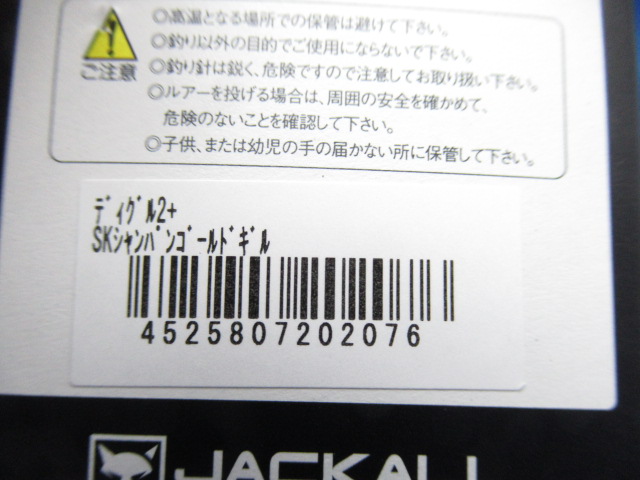 ◎高温となる場所での保管は避けて下さい。
◎釣り以外の目的でご使用にならないで下さい。
◎釣り針は鋭く、危険ですので注意してお取り扱い下さい。
◎ルアーを投げる場合は、周囲の安全を確かめて、
危険のないことを確認して下さい。
◎子供、または幼児の手の届かない所に保管して下さい。
ご注意
ﾃﾞｨｸﾞﾙ2+
SKｼｬﾝﾊﾟﾝｺﾞｰﾙﾄﾞｷﾞﾙ
4525807202076
JACKALL